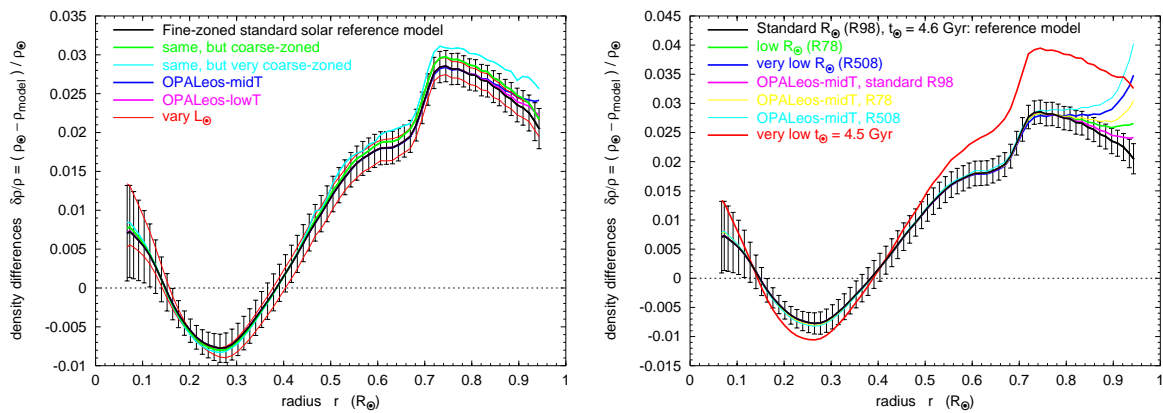 density differences δρ/ρ = ( ρ⊙ − ρmodel ) / ρ⊙
0.035
0.03
0.025
0.02
0.015
0.01
0.005
0
-0.005
-0.01
Fine-zoned standard solar reference model
same, but coarse-zoned
same, but very coarse-zoned
OPALeos-midT
OPALeos-lowT
vary L⊙
0 0.1 0.2 0.3 0.4 0.5 0.6 0.7 0.8 0.9 1
radius r (R⊙)
density differences δρ/ρ = ( ρ⊙ − ρmodel ) / ρ⊙
0.045
0.04
0.035
0.03
0.025
0.02
0.015
0.01
0.005
0
-0.005
-0.01
Standard R⊙ (R98), t⊙ = 4.6 Gyr: reference model
low R⊙ (R78)
very low R⊙ (R508)
OPALeos-midT, standard R98
OPALeos-midT, R78
OPALeos-midT, R508
very low t⊙ = 4.5 Gyr
0 0.1 0.2 0.3 0.4 0.5 0.6 0.7 0.8 0.9 1
radius r (R⊙)